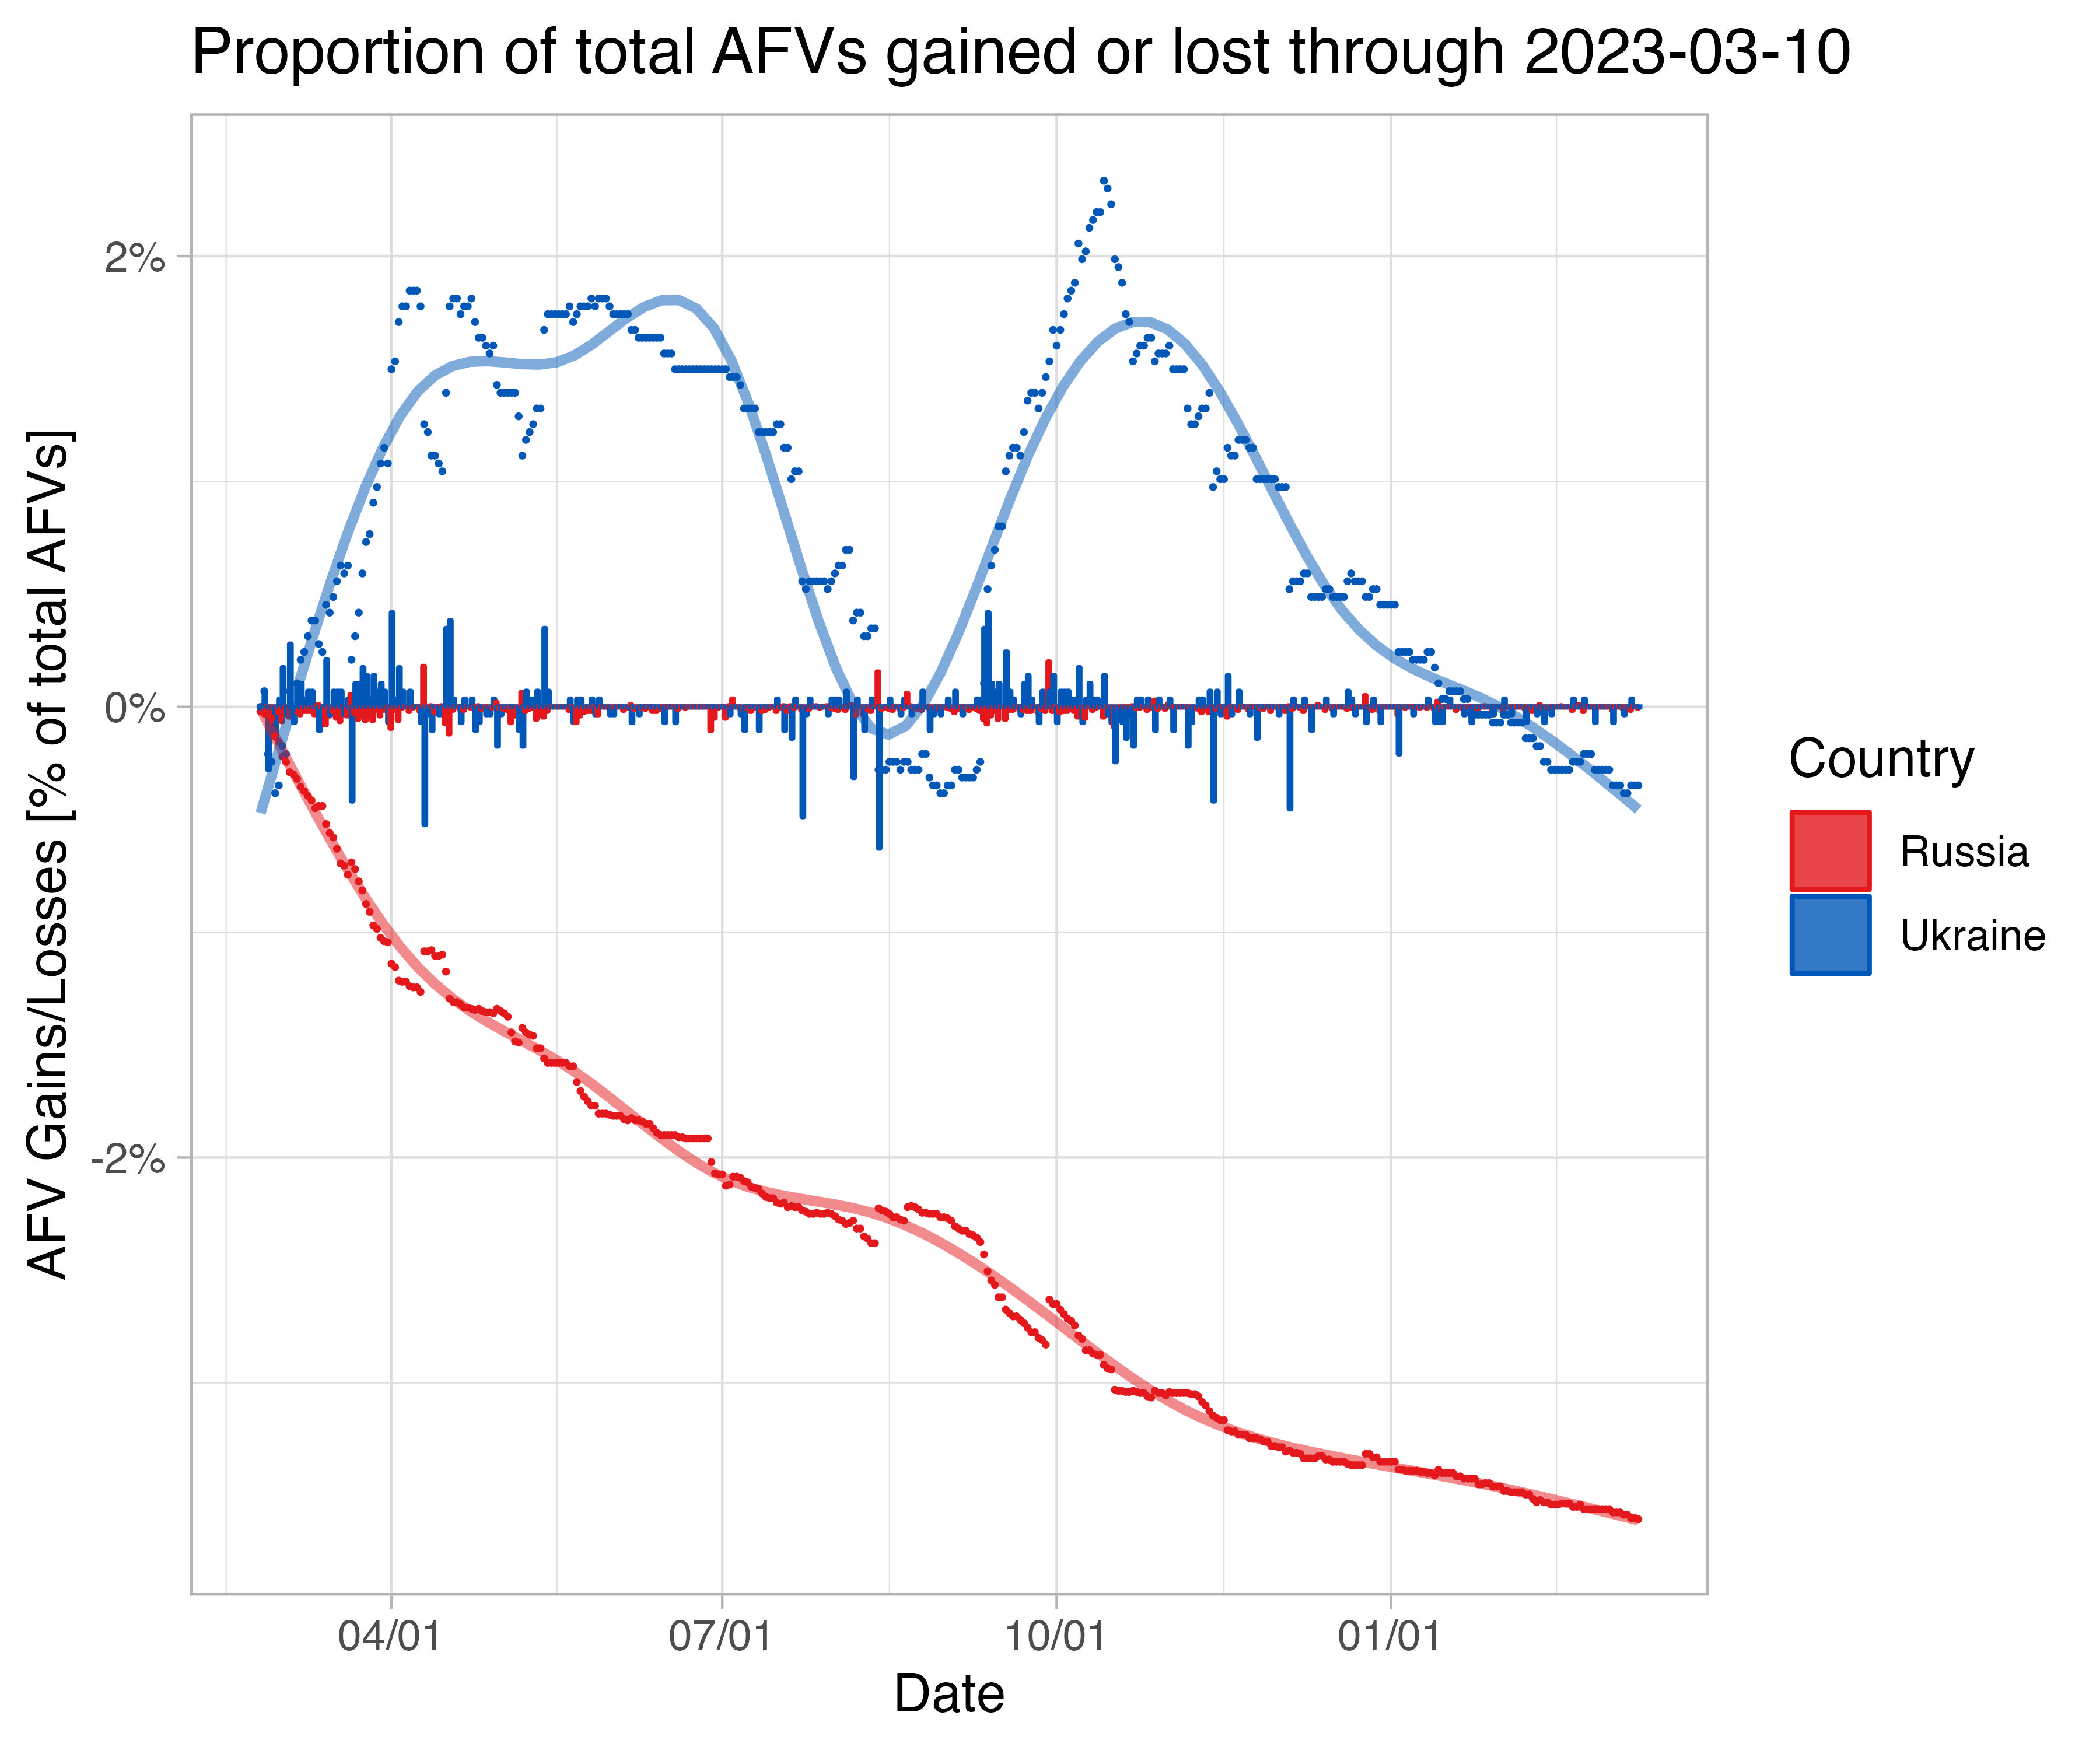 Proportion of total AFVs gained or lost through 2023-03-10
AFV Gains/Losses [% of total AFVs]
2%
0%
-2%
04/01
07/01
10/01
01/01
Date
Country
Russia
Ukraine